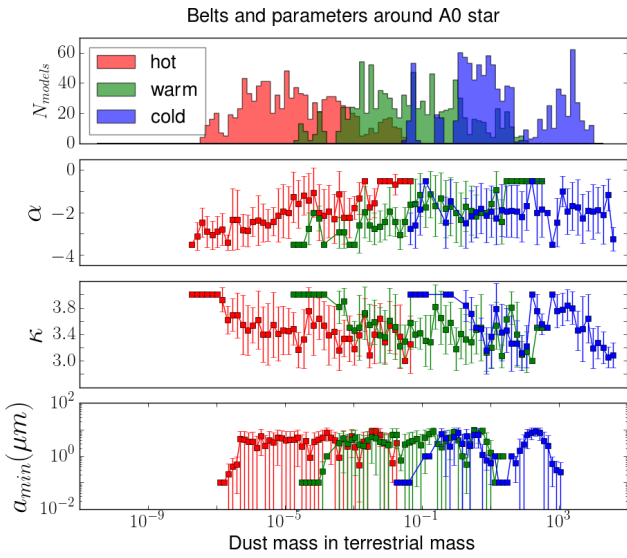 Belts and parameters around A0 star
N_models
60
40
20
0
hot
warm
cold
α
0
−2
−4
κ
3.8
3.4
3.0
a_min(μm)
10^2
10^0
10^-2
10^-9
10^-5
10^-1
10^3
Dust mass in terrestrial mass